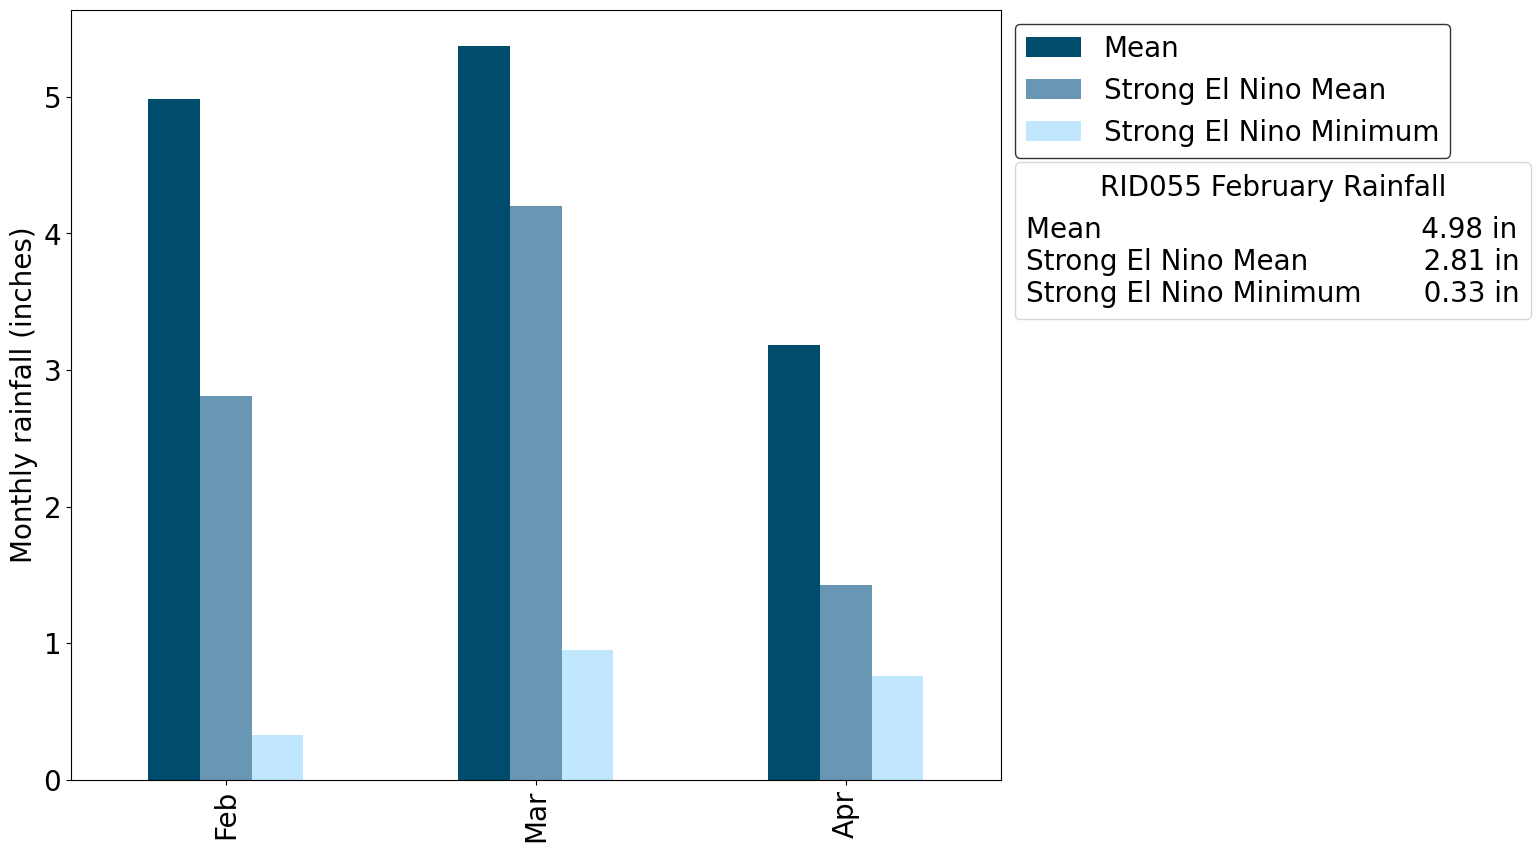 Mean
Strong El Nino Mean
Strong El Nino Minimum
RID055 February Rainfall
Mean 4.98 in
Strong El Nino Mean 2.81 in
Strong El Nino Minimum 0.33 in
Monthly rainfall (inches)
5
4
3
2
1
0
Feb
Mar
Apr